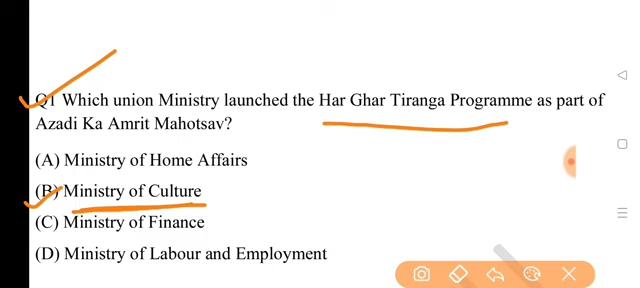 Q1 Which union Ministry launched the Har Ghar Tiranga Programme as part of
Azadi Ka Amrit Mahotsav?
(A) Ministry of Home Affairs
(B) Ministry of Culture
(C) Ministry of Finance
(D) Ministry of Labour and Employment